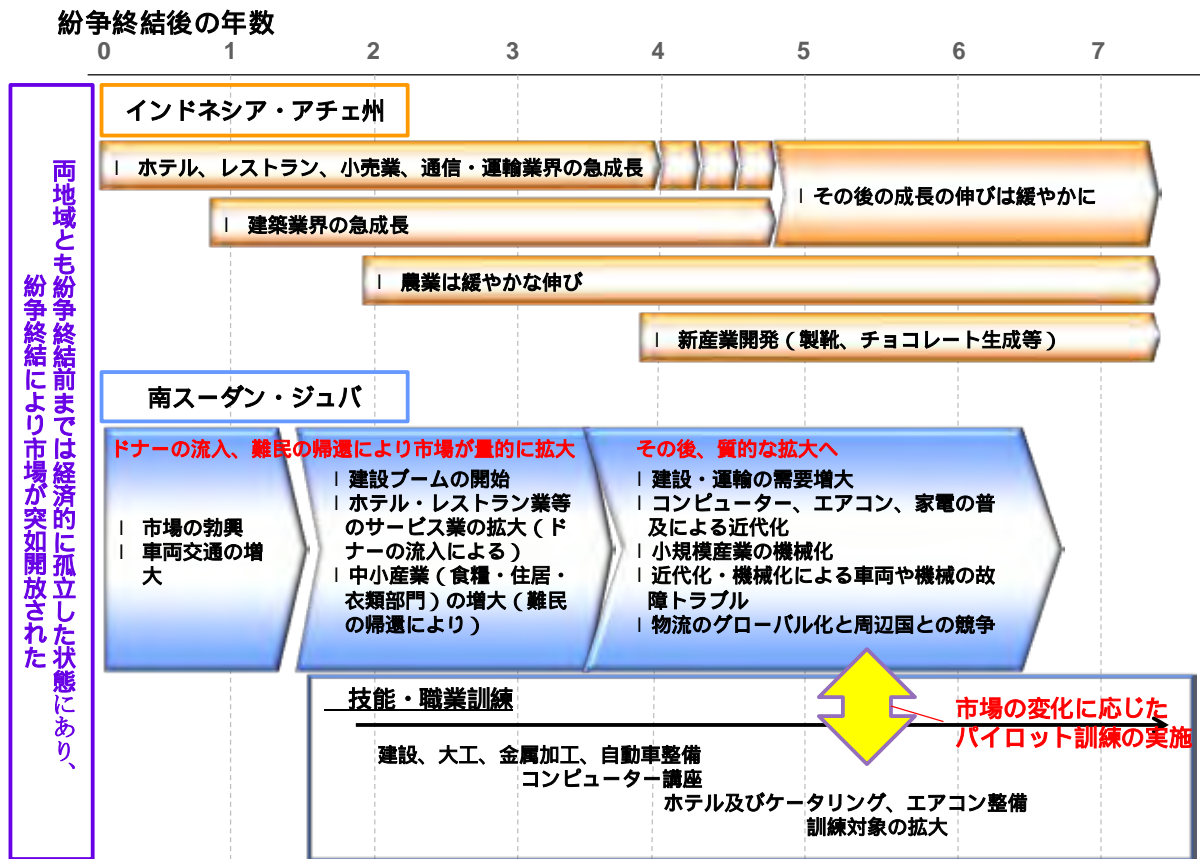 紛争終結後の年数
0 1 2 3 4 5 6 7
両地域とも紛争終結前までは経済的に孤立した状態にあり、
紛争終結により市場が突如開放された
インドネシア・アチェ州
l ホテル、レストラン、小売業、通信・運輸業界の急成長
l その後の成長の伸びは緩やかに
l 建築業界の急成長
l 農業は緩やかな伸び
l 新産業開発（製靴、チョコレート生成等）
南スーダン・ジュバ
ドナーの流入、難民の帰還により市場が量的に拡大
l 市場の勃興
l 車両交通の増
大
l 建設ブームの開始
l ホテル・レストラン業等
のサービス業の拡大（ド
ナーの流入による）
l 中小産業（食糧・住居・
衣類部門）の増大（難民
の帰還により）
その後、質的な拡大へ
l 建設・運輸の需要増大
l コンピューター、エアコン、家電の普
及による近代化
l 小規模産業の機械化
l 近代化・機械化による車両や機械の故
障トラブル
l 物流のグローバル化と周辺国との競争
技能・職業訓練
市場の変化に応じた
パイロット訓練の実施
建設、大工、金属加工、自動車整備
コンピューター講座
ホテル及びケータリング、エアコン整備
訓練対象の拡大